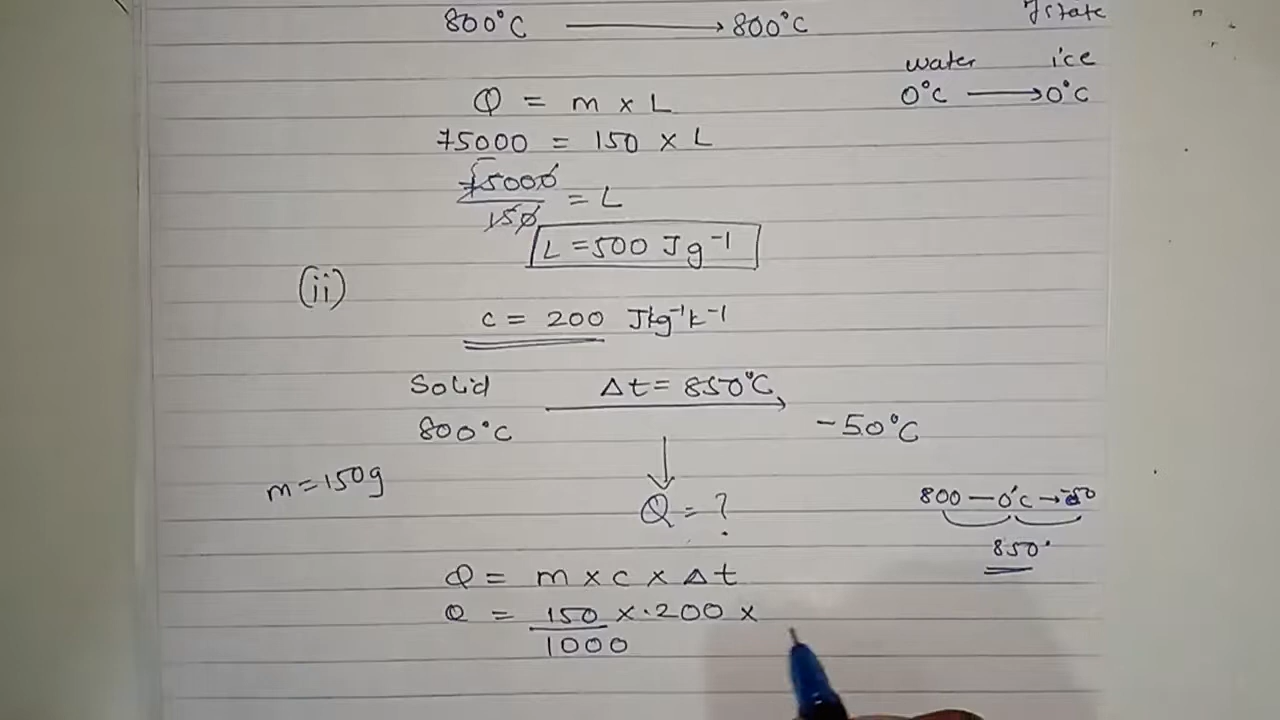 800°C ⟶ 800°C
state
water ice
0°C ⟶ 0°C
Q = m x L
75000 = 150 x L
75000/150 = L
L = 500 Jg⁻¹
(ii)
c = 200 Jkg⁻¹k⁻¹
Solid Δt = 850°C
800°C ⟶ -50°C
m = 150g
Q = ?
800 — 0°C → -50
850°
Q = m x c x Δt
Q = 150/1000 x 200 x